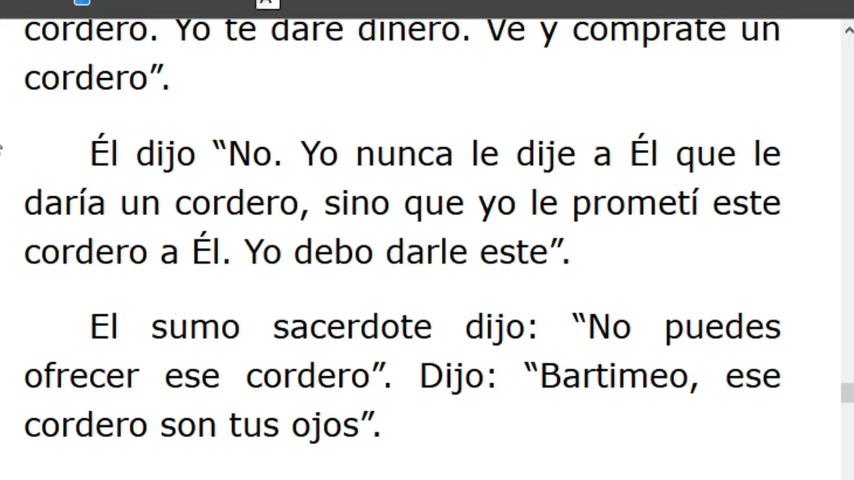 cordero. Yo te daré dinero. Ve y cómprate un
cordero”.
Él dijo “No. Yo nunca le dije a Él que le
daría un cordero, sino que yo le prometí este
cordero a Él. Yo debo darle este”.
El sumo sacerdote dijo: “No puedes
ofrecer ese cordero”. Dijo: “Bartimeo, ese
cordero son tus ojos”.